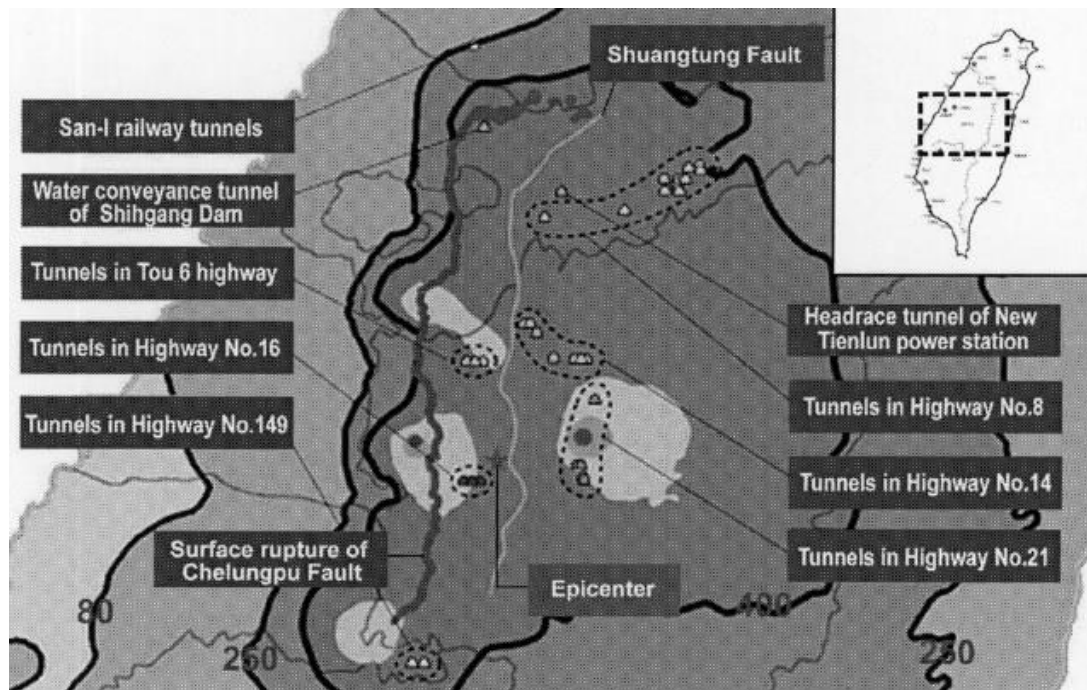 Shuangtung Fault
San-I railway tunnels
Water conveyance tunnel
of Shihgang Dam
Tunnels in Tou 6 highway
Tunnels in Highway No.16
Tunnels in Highway No.149
Surface rupture of
Chelungpu Fault
Epicenter
Headrace tunnel of New
Tienlun power station
Tunnels in Highway No.8
Tunnels in Highway No.14
Tunnels in Highway No.21
80
250
400
250